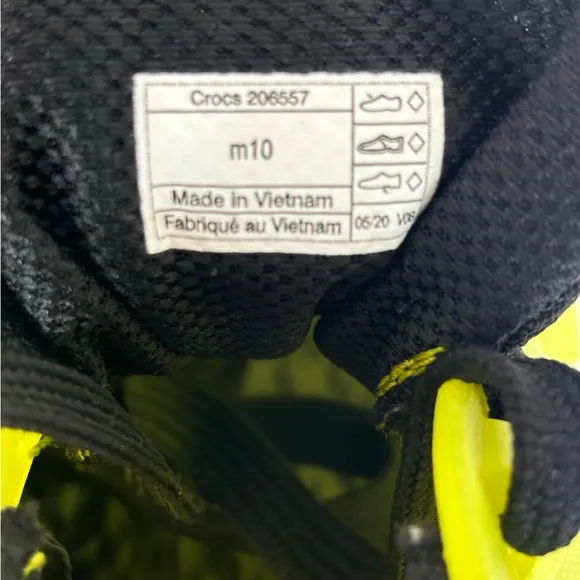 Crocs 206557
m10
Made in Vietnam
Fabriqué au Vietnam
05/20